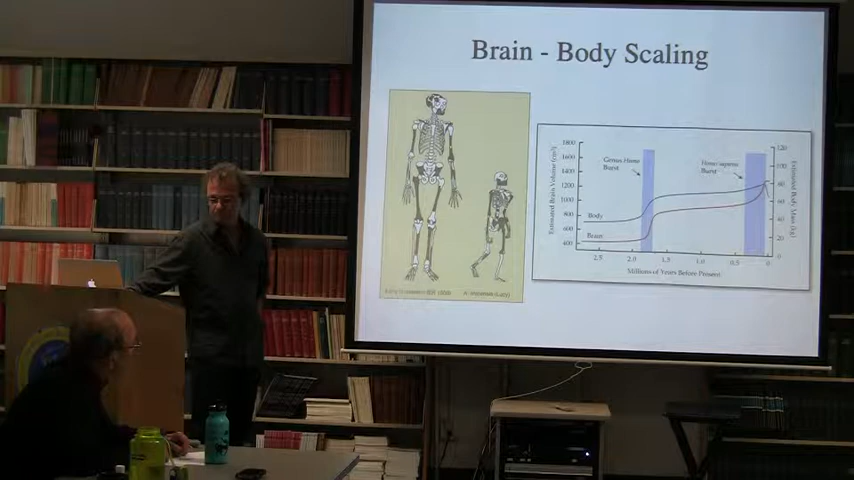 Brain - Body Scaling
Genus Homo
Burst
Homo sapiens
Burst
Estimated Brain Volume (cm³)
1800
1600
1400
1200
1000
800
600
400
Body
Brain
2.5
2.0
1.5
1.0
0.5
0
Millions of Years Before Present
120
100
80
60
40
20
0
Estimated Body Mass (kg)